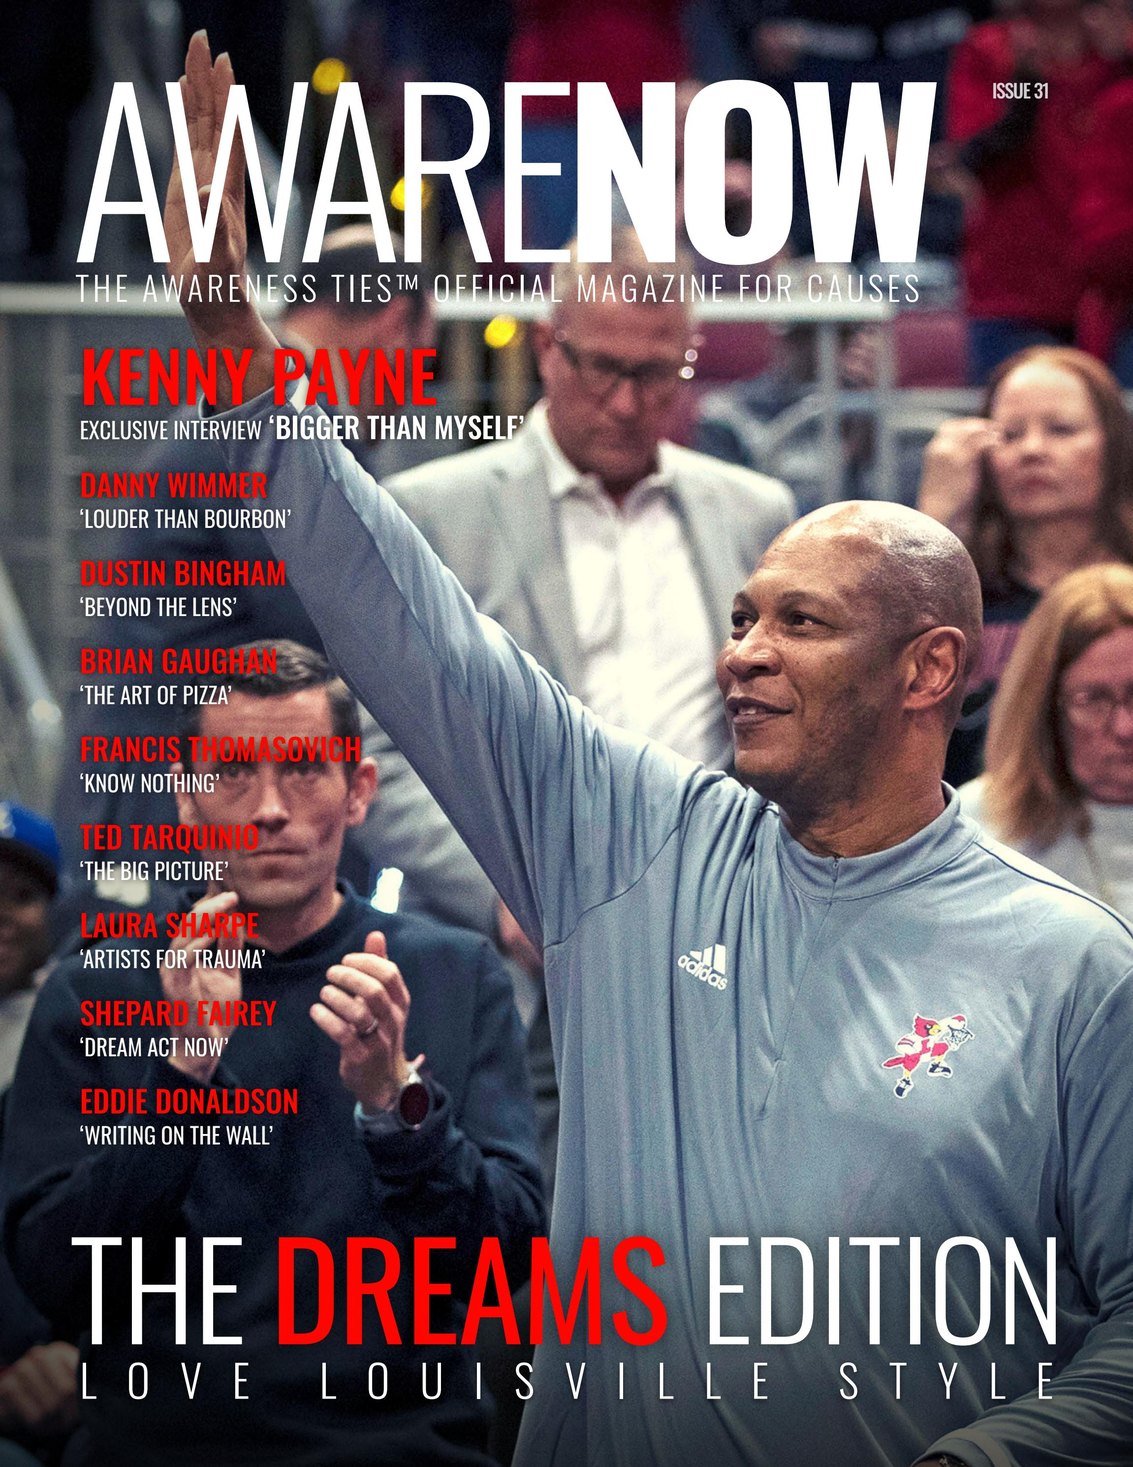 AWARENOW
ISSUE 31
THE AWARENESS TIES™ OFFICIAL MAGAZINE FOR CAUSES
KENNY PAYNE
EXCLUSIVE INTERVIEW ‘BIGGER THAN MYSELF’
DANNY WIMMER
‘LOUDER THAN BOURBON’
DUSTIN BINGHAM
‘BEYOND THE LENS’
BRIAN GAUGHAN
‘THE ART OF PIZZA’
FRANCIS THOMASOVICH
‘KNOW NOTHING’
TED TARQUINIO
‘THE BIG PICTURE’
LAURA SHARPE
‘ARTISTS FOR TRAUMA’
SHEPARD FAIREY
‘DREAM ACT NOW’
EDDIE DONALDSON
‘WRITING ON THE WALL’
adidas
THE DREAMS EDITION
LOVE LOUISVILLE STYLE